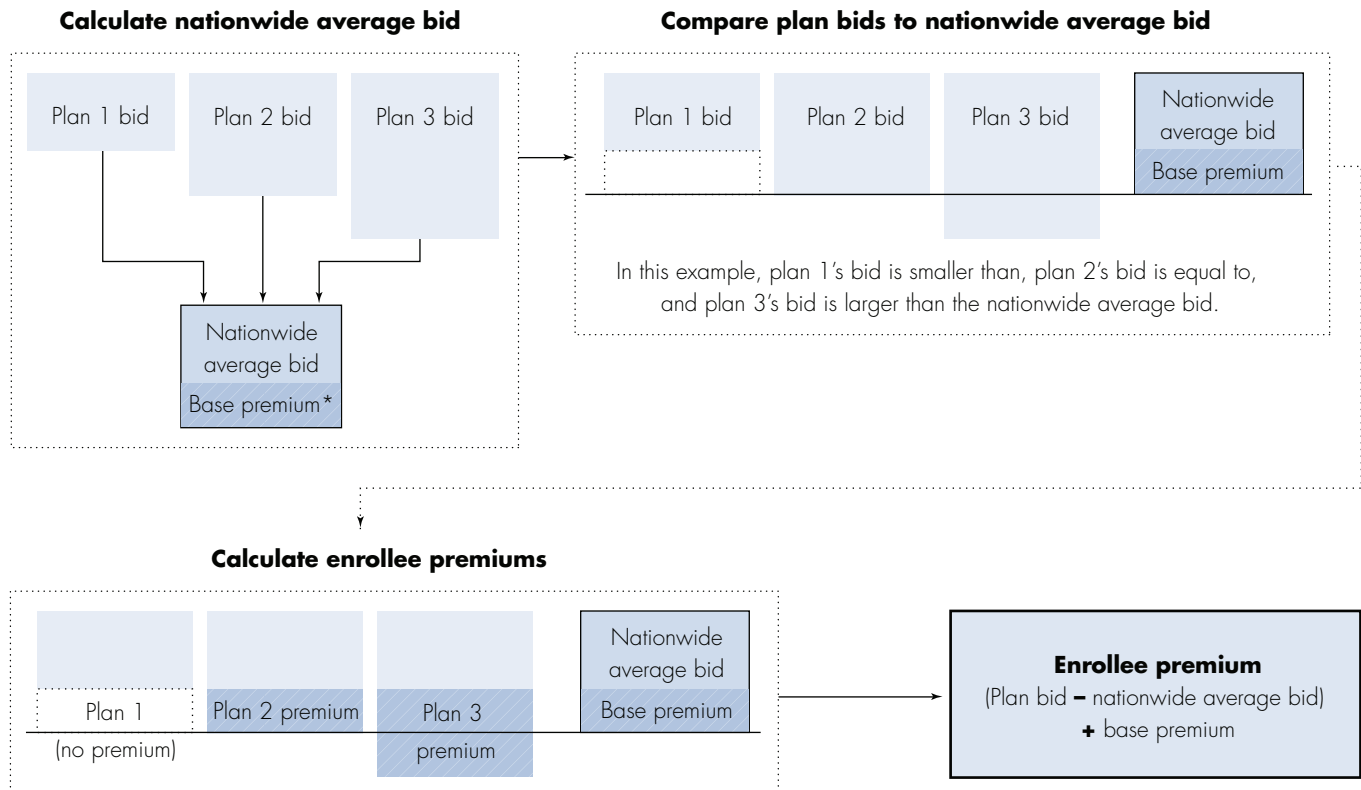 Calculate nationwide average bid
Plan 1 bid
Plan 2 bid
Plan 3 bid
Nationwide
average bid
Base premium*
Compare plan bids to nationwide average bid
Plan 1 bid
Plan 2 bid
Plan 3 bid
Nationwide
average bid
Base premium
In this example, plan 1’s bid is smaller than, plan 2’s bid is equal to,
and plan 3’s bid is larger than the nationwide average bid.
Calculate enrollee premiums
Plan 1
(no premium)
Plan 2 premium
Plan 3
premium
Nationwide
average bid
Base premium
Enrollee premium
(Plan bid – nationwide average bid)
+ base premium